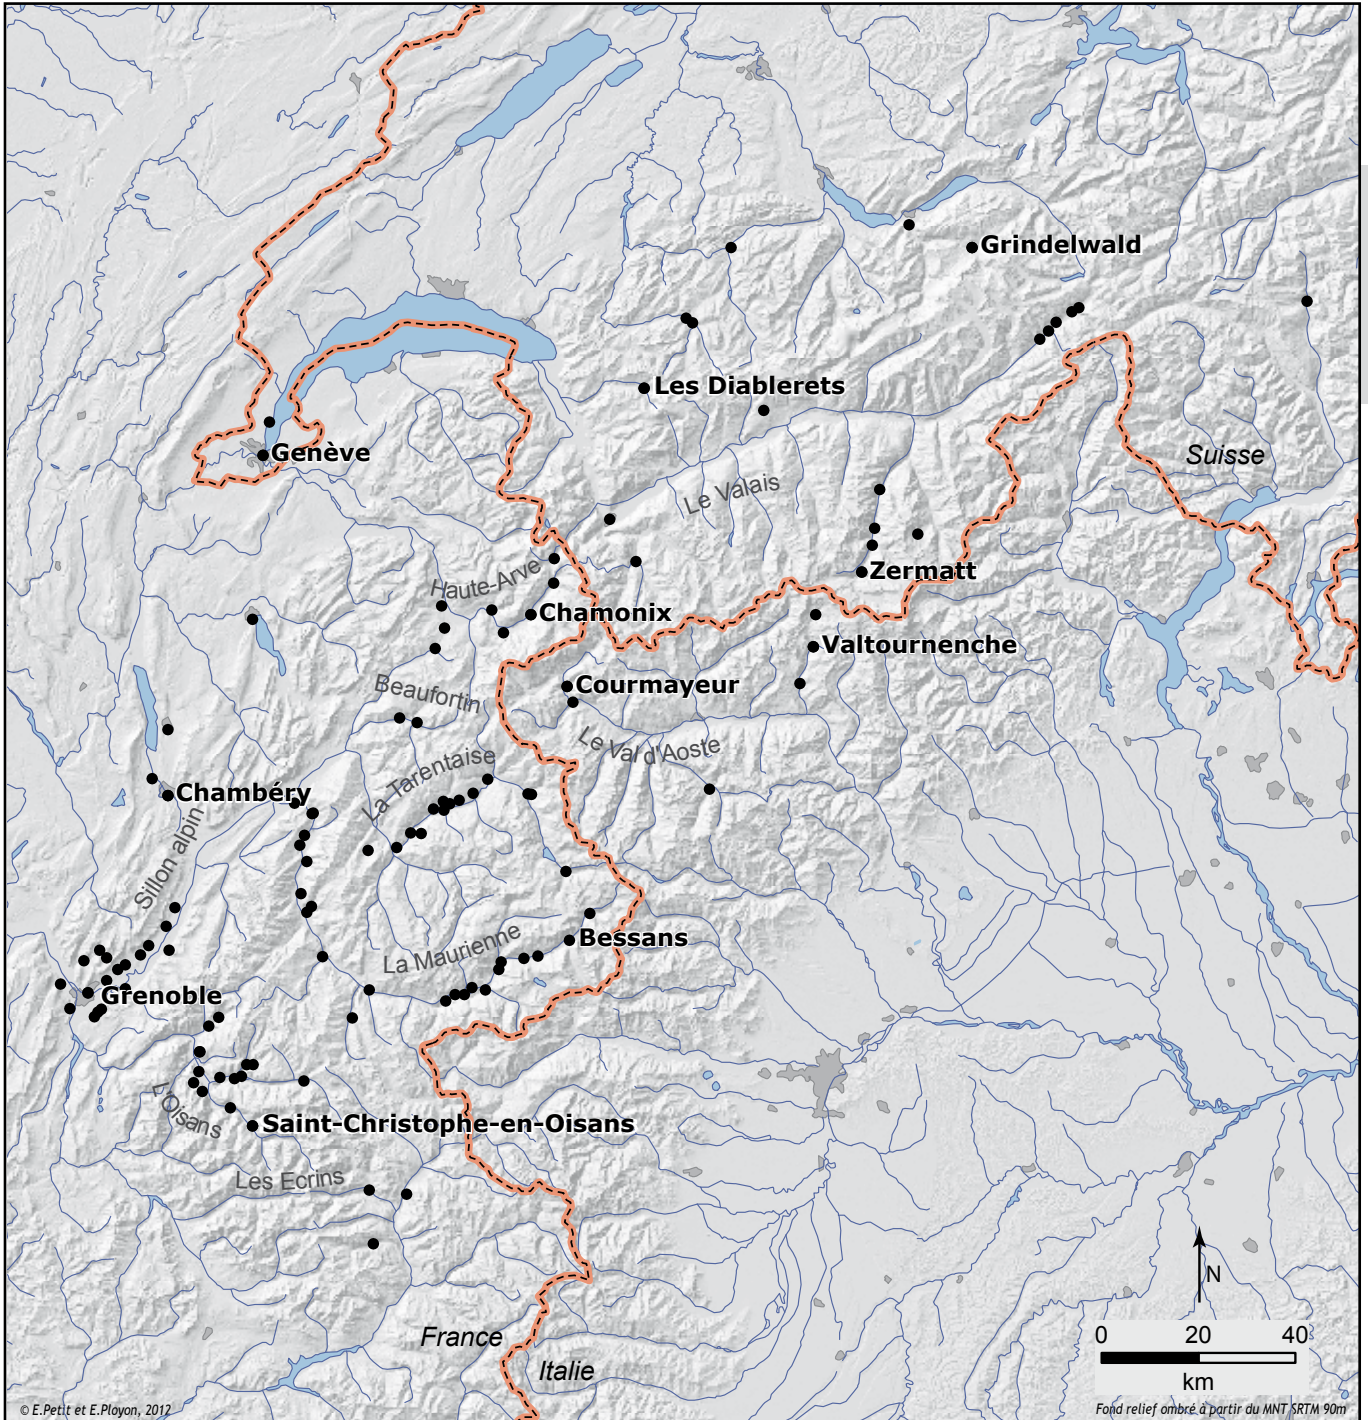 Grindelwald
Les Diablerets
Genève
Suisse
Le Valais
Haute-Arve
Zermatt
Chamonix
Valtournenche
Courmayeur
Beaufortin
Le Val d'Aoste
La Tarentaise
Chambéry
Sillon alpin
Bessans
La Maurienne
Grenoble
L'Oisans
Saint-Christophe-en-Oisans
Les Ecrins
N
France
Italie
0 20 40
km
© E.Petit et E.Ployon, 2012
Fond relief ombré à partir du MNT SRTM 90m